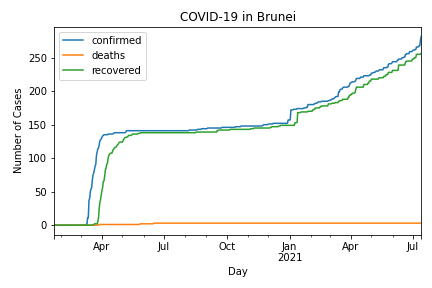 COVID-19 in Brunei
confirmed
deaths
recovered
Number of Cases
250
200
150
100
50
0
Apr Jul Oct Jan Apr Jul
2021
Day